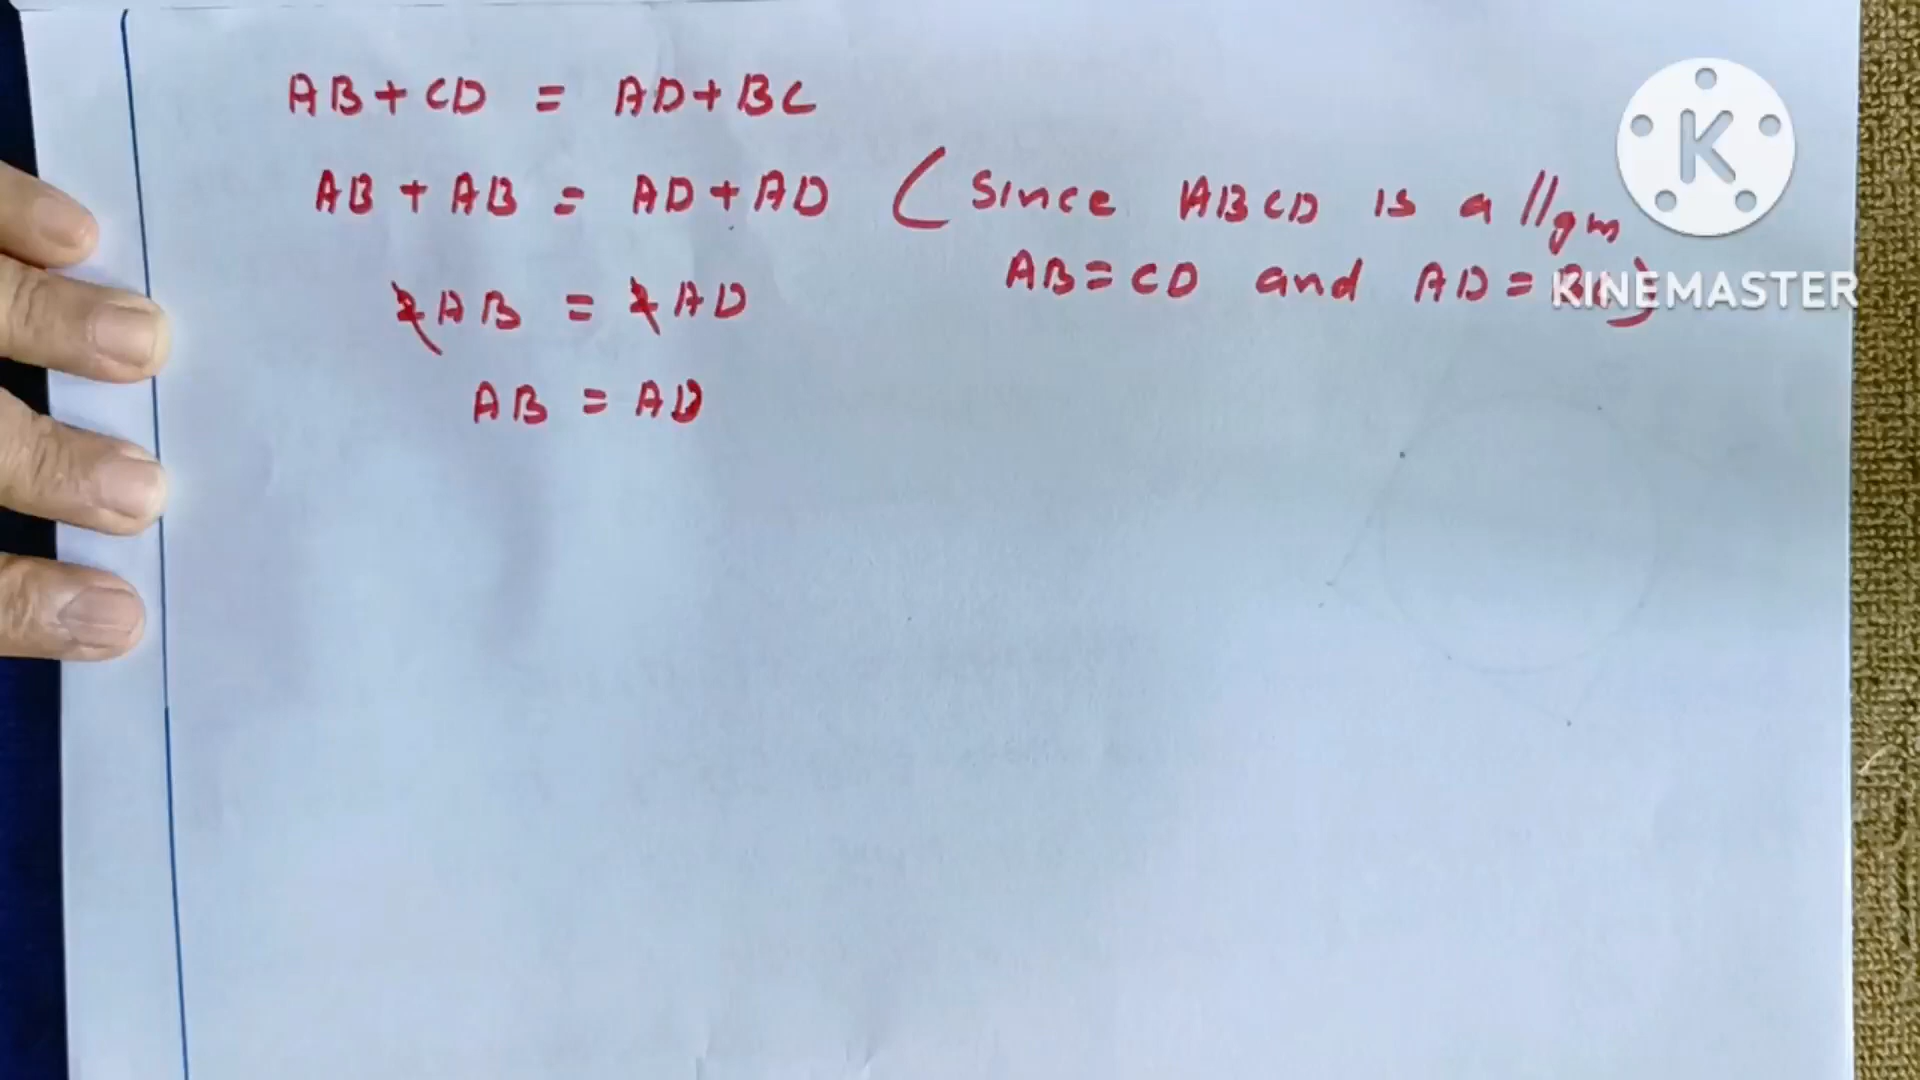 AB + CD = AD + BC
AB + AB = AD + AD ( Since ABCD is a //gm
AB = CD and AD = BC)
2AB = 2AD
AB = AD
K
KINEMASTER